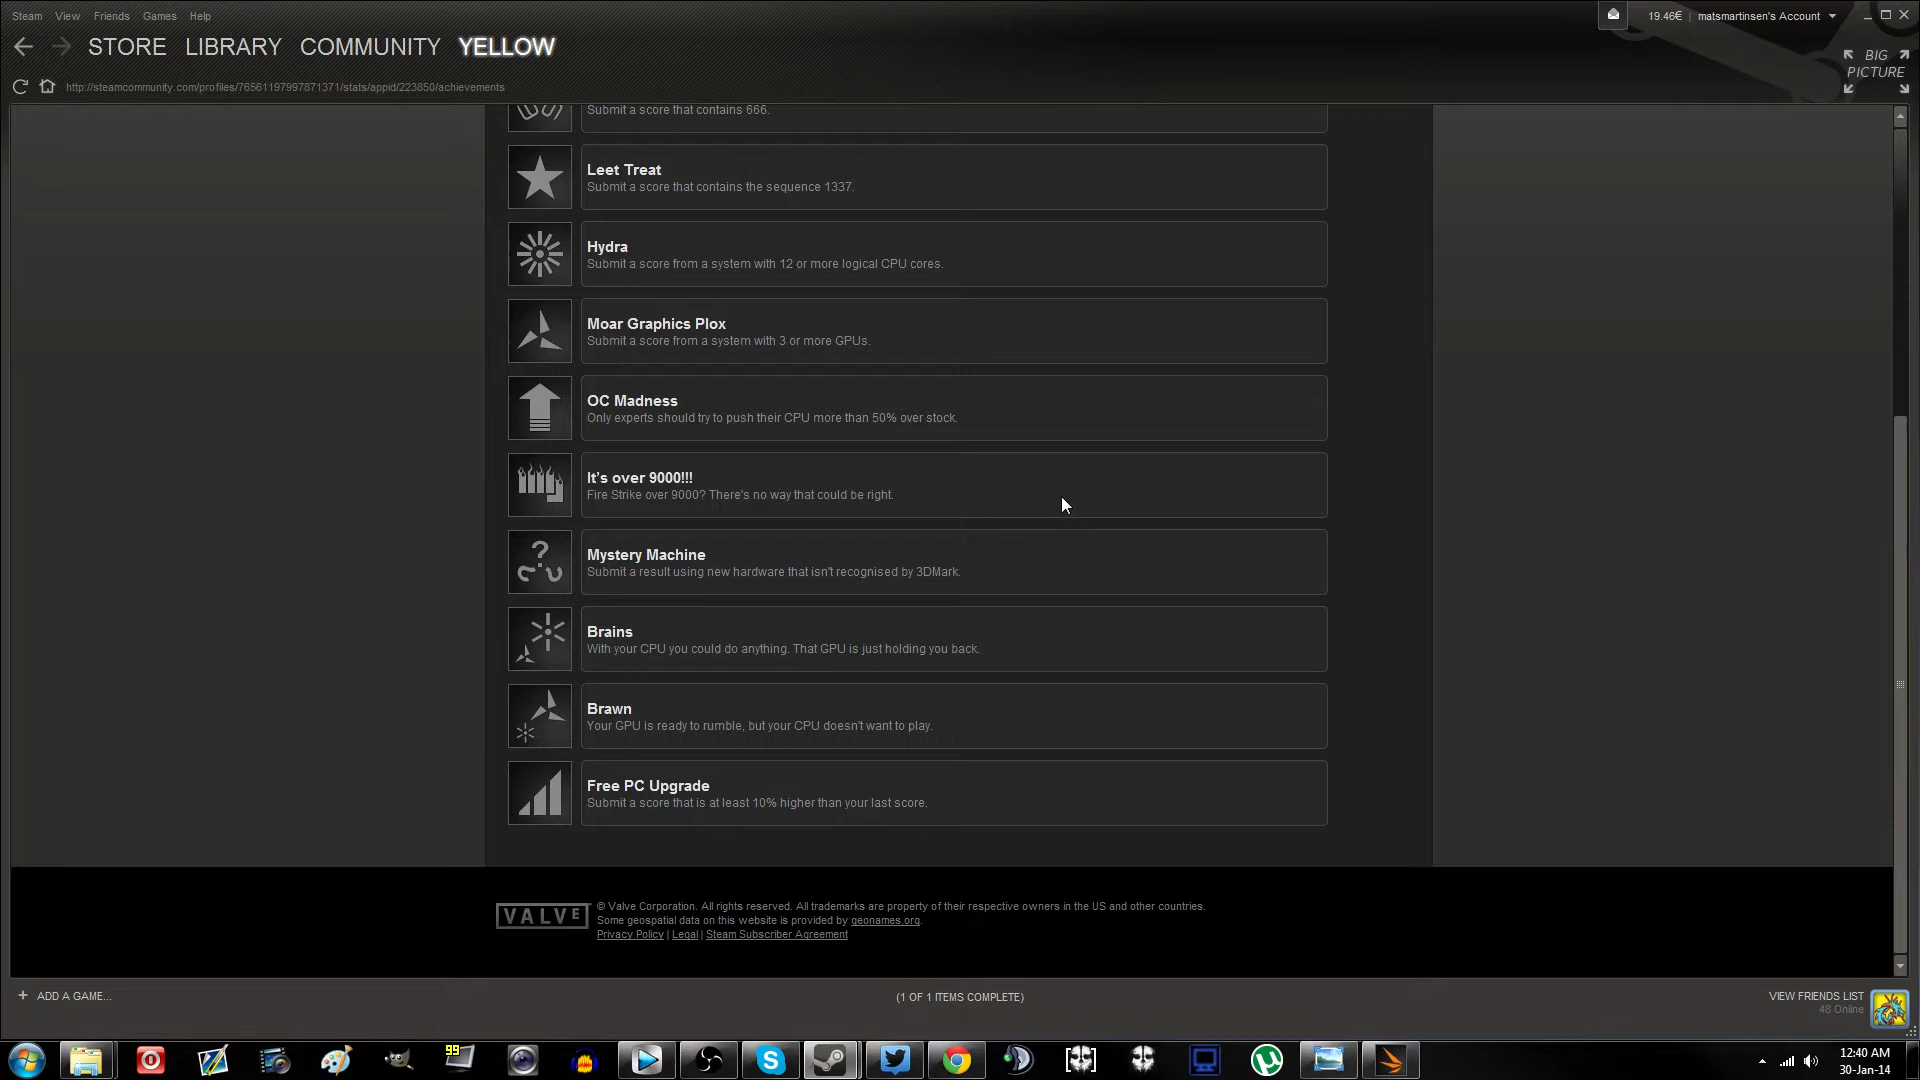 Steam View Friends Games Help
19.46€ | matsmartinsen's Account
STORE LIBRARY COMMUNITY YELLOW
BIG PICTURE
http://steamcommunity.com/profiles/76561197997871371/stats/appid/223850/achievements
Submit a score that contains 666.
Leet Treat
Submit a score that contains the sequence 1337.
Hydra
Submit a score from a system with 12 or more logical CPU cores.
Moar Graphics Plox
Submit a score from a system with 3 or more GPUs.
OC Madness
Only experts should try to push their CPU more than 50% over stock.
It's over 9000!!!
Fire Strike over 9000? There's no way that could be right.
Mystery Machine
Submit a result using new hardware that isn't recognised by 3DMark.
Brains
With your CPU you could do anything. That GPU is just holding you back.
Brawn
Your GPU is ready to rumble, but your CPU doesn't want to play.
Free PC Upgrade
Submit a score that is at least 10% higher than your last score.
VALVE
© Valve Corporation. All rights reserved. All trademarks are property of their respective owners in the US and other countries.
Some geospatial data on this website is provided by geonames.org.
Privacy Policy | Legal | Steam Subscriber Agreement
+ ADD A GAME...
(1 OF 1 ITEMS COMPLETE)
VIEW FRIENDS LIST
48 Online
99
12:40 AM
30-Jan-14